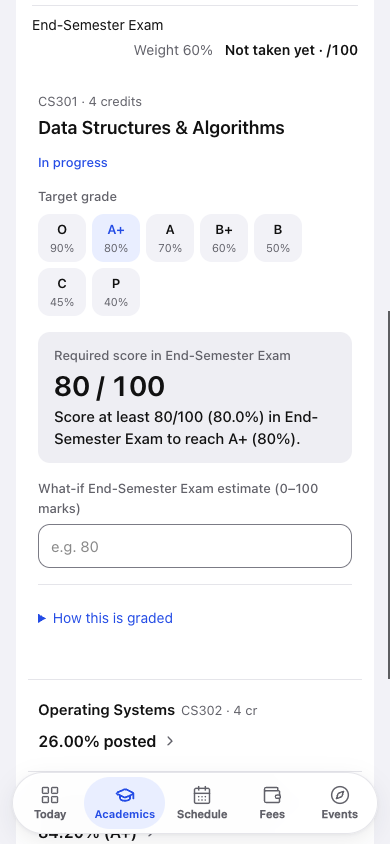 End-Semester Exam
Weight 60% Not taken yet · /100
CS301 · 4 credits
Data Structures & Algorithms
In progress
Target grade
O A+ A B+ B
90% 80% 70% 60% 50%
C P
45% 40%
Required score in End-Semester Exam
80 / 100
Score at least 80/100 (80.0%) in End-
Semester Exam to reach A+ (80%).
What-if End-Semester Exam estimate (0–100
marks)
e.g. 80
How this is graded
Operating Systems CS302 · 4 cr
26.00% posted
Today Academics Schedule Fees Events